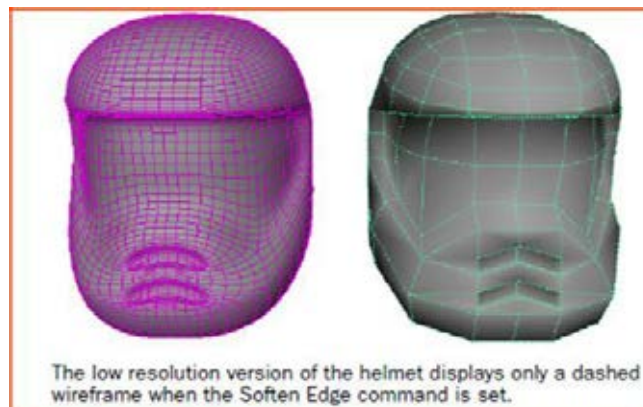 The low resolution version of the helmet displays only a dashed
wireframe when the Soften Edge command is set.